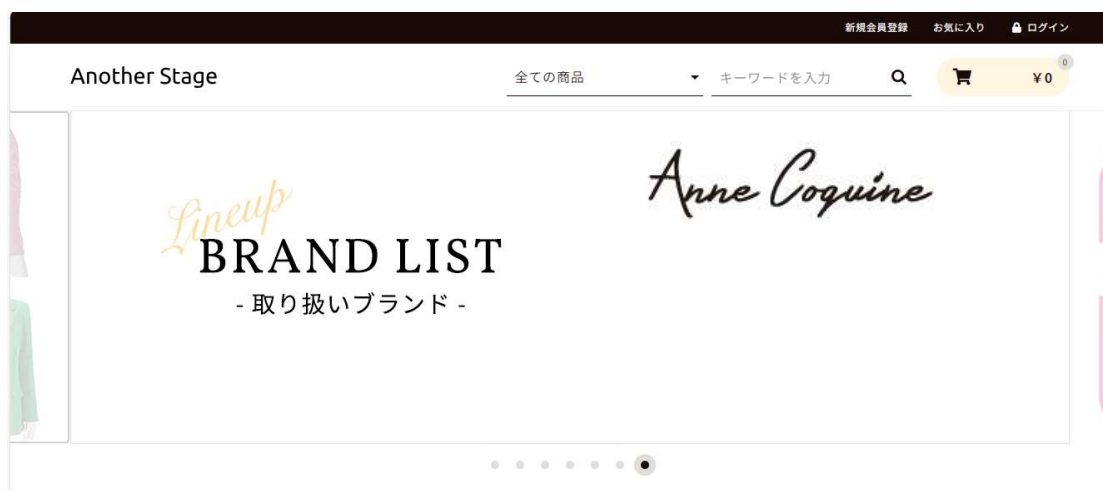 新規会員登録 お気に入り ログイン
Another Stage 全ての商品 キーワードを入力 ¥0 0
Anne Coquine
Lineup
BRAND LIST
- 取り扱いブランド -